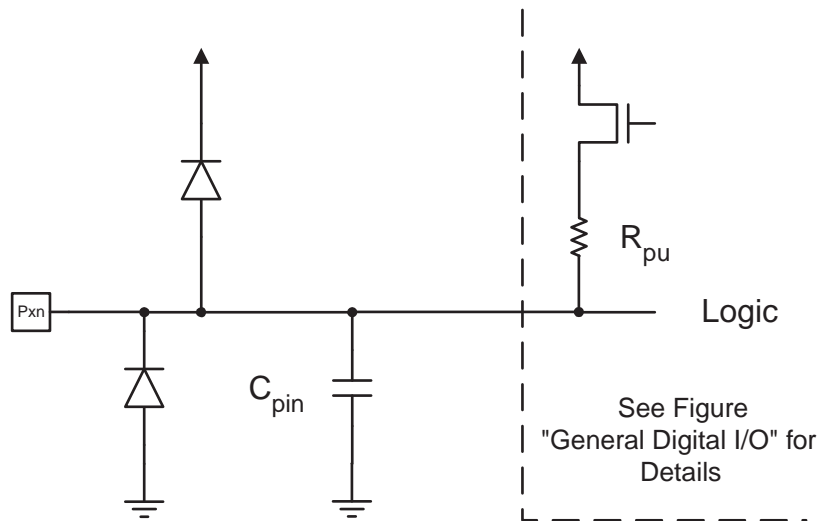 Pxn
R
pu
Logic
C
pin
See Figure
"General Digital I/O" for
Details